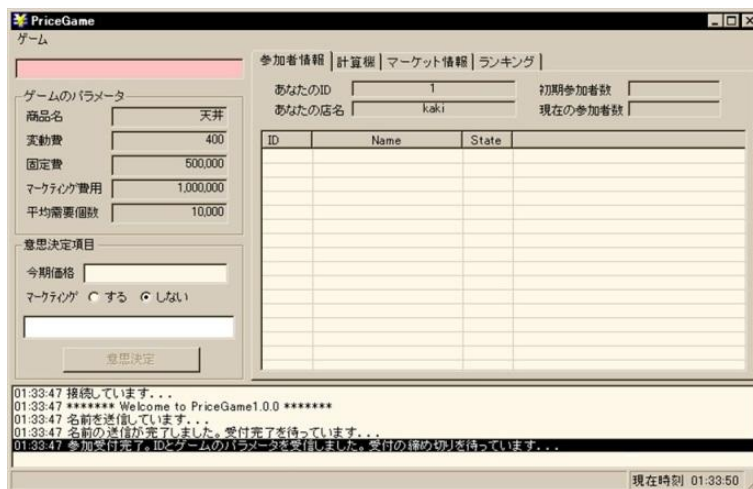 PriceGame
ゲーム
参加者情報 計算機 マーケット情報 ランキング
ゲームのパラメータ
商品名 天丼
変動費 400
固定費 500,000
マーケティング費用 1,000,000
平均需要個数 10,000
意思決定項目
今期価格
マーケティング する しない
意思決定
あなたのID 1 初期参加者数
あなたの店名 kaki 現在の参加者数
ID Name State
01:33:47 接続しています...
01:33:47 ******* Welcome to PriceGame1.0.0 *******
01:33:47 名前を送信しています...
01:33:47 名前の送信が完了しました。受付完了を待っています...
01:33:47 参加受付完了。IDとゲームのパラメータを受信しました。受付の締め切りを待っています...
現在時刻 01:33:50